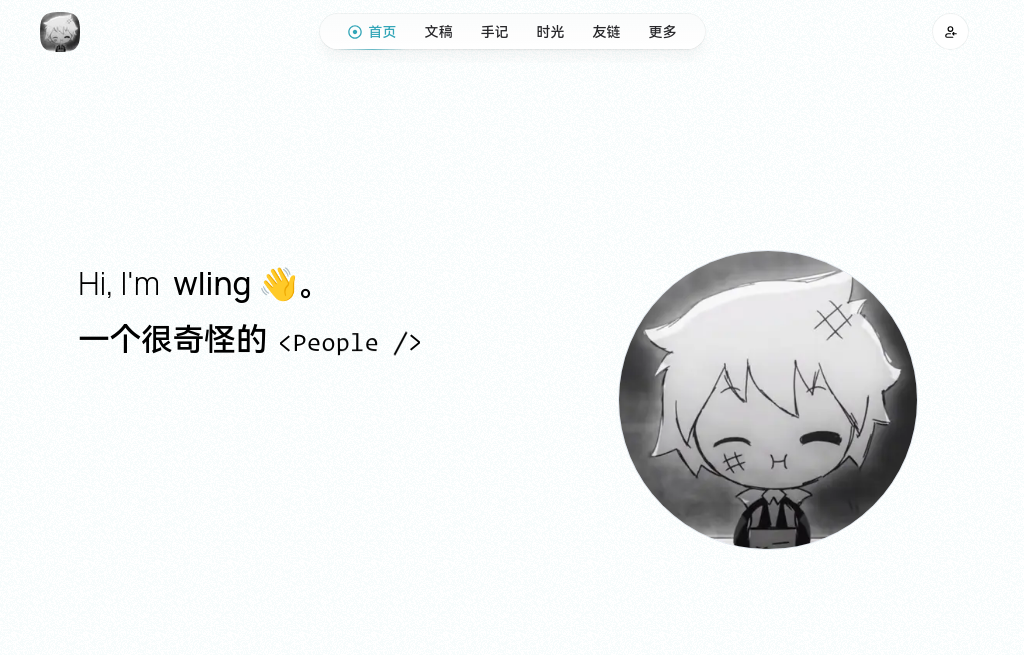 首页 文稿 手记 时光 友链 更多
Hi, I'm wling 👋。
一个很奇怪的 <People />